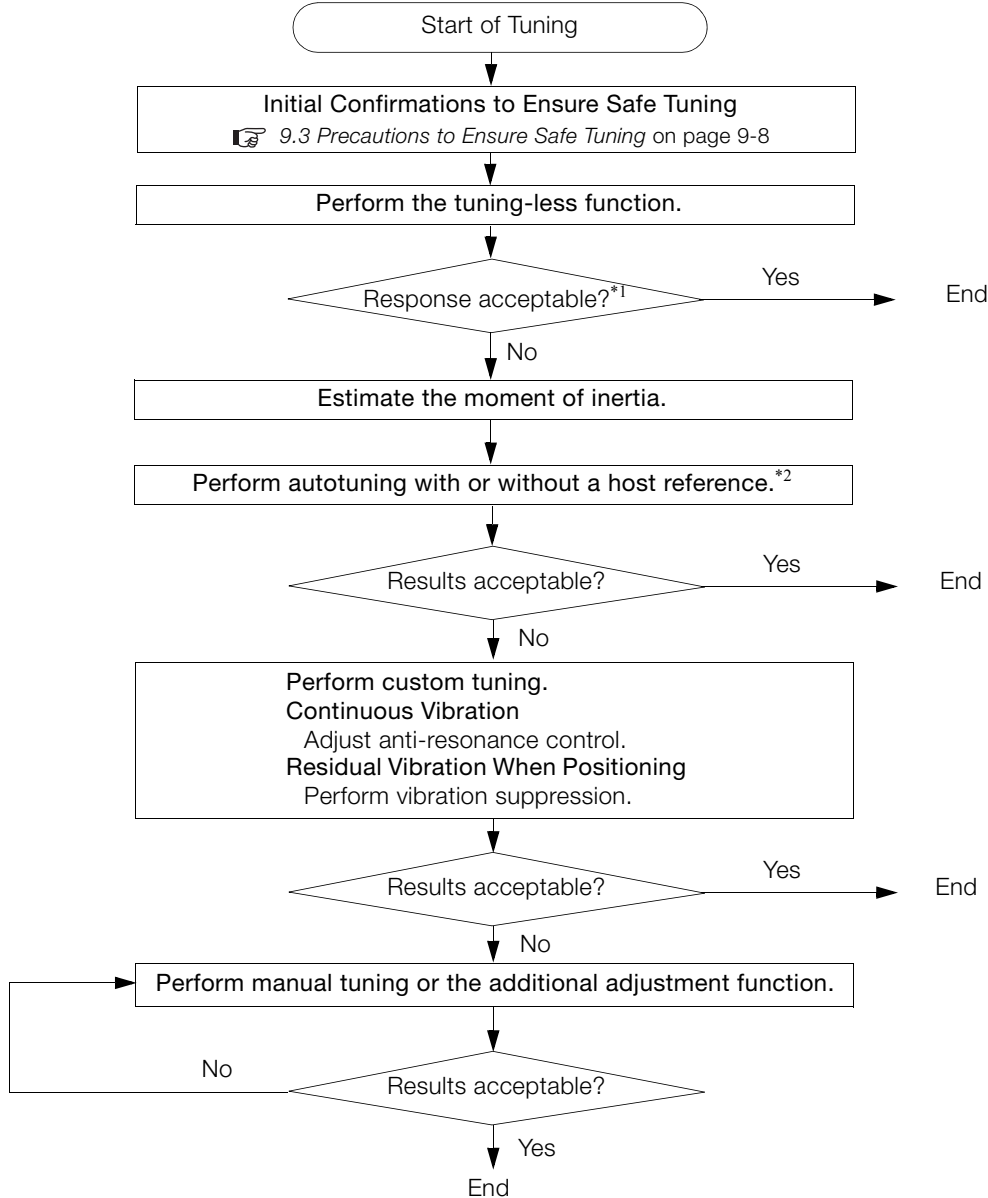 Start of Tuning
Initial Confirmations to Ensure Safe Tuning
9.3 Precautions to Ensure Safe Tuning on page 9-8
Perform the tuning-less function.
Response acceptable?*1
Yes
End
No
Estimate the moment of inertia.
Perform autotuning with or without a host reference.*2
Results acceptable?
Yes
End
No
Perform custom tuning.
Continuous Vibration
Adjust anti-resonance control.
Residual Vibration When Positioning
Perform vibration suppression.
Results acceptable?
Yes
End
No
Perform manual tuning or the additional adjustment function.
No
Results acceptable?
Yes
End